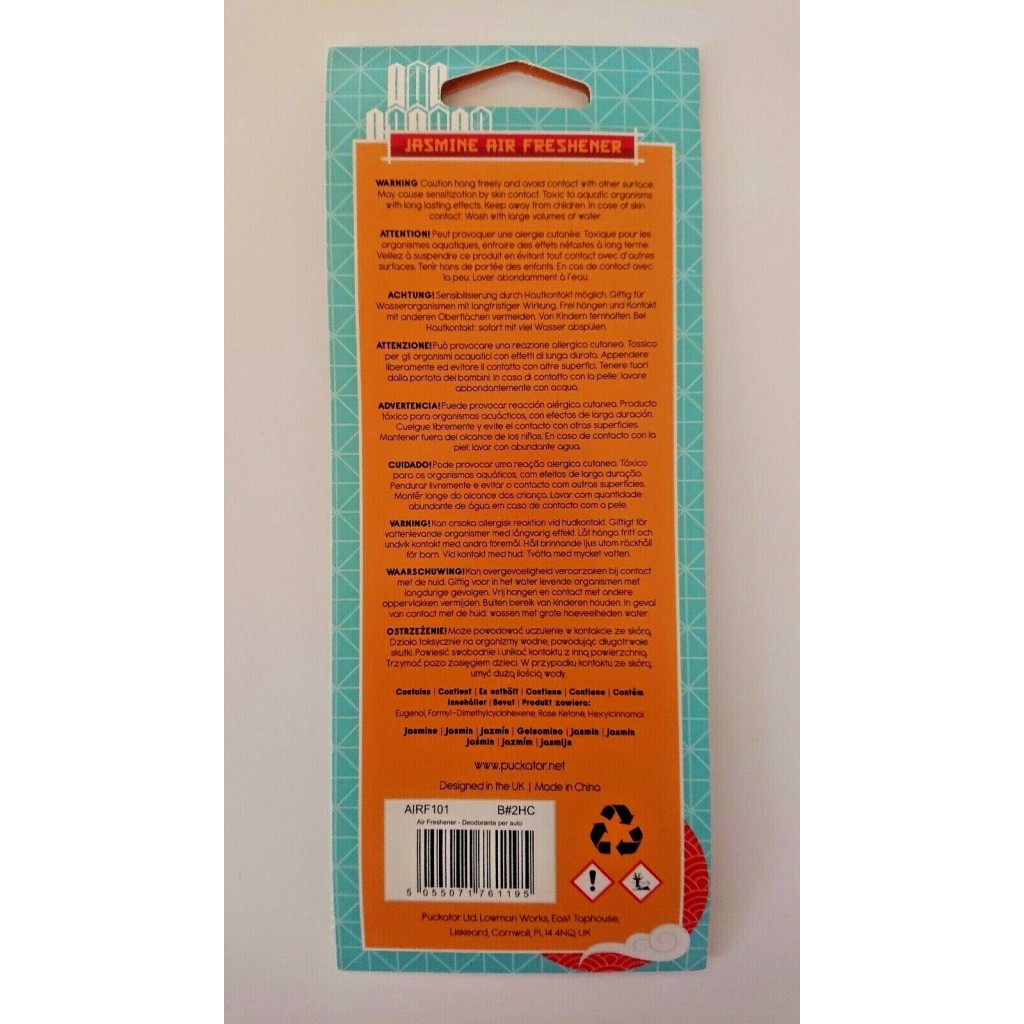 JASMINE AIR FRESHENER
WARNING Caution hang freely and avoid contact with other surface.
May cause sensitization by skin contact. Toxic to aquatic organisms
with long lasting effects. Keep away from children. In case of skin
contact: Wash with large volumes of water.
ATTENTION! Peut provoquer une alergie cutanée. Toxique pour les
organismes aquatiques, entraîre des effets néfastes à long terme.
Veillez à suspendre ce produit en évitant tout contact avec d'autres
surfaces. Tenir hans de portée des enfants. En cas de contact avec
la peu: Laver abondamment à l'eau.
ACHTUNG! Sensibilisierung durch Hautkontakt möglich. Giftig für
Wasserorganismen mit langfristiger Wirkung. Frei hängen und Kontakt
mit anderen Oberflächen vermeiden. Von Kindern fernhalten. Bei
Hautkontakt: sofort mit viel Wasser abspülen.
ATTENZIONE! Può provocare una reazione allergica cutanea. Tossico
per gli organismi acquatici con effetti di lunga durata. Appendere
liberamente ed evitare il contatto con altre superfici. Tenere fuori
dalla portata dei bambini. In caso di contatto con la pelle: lavare
abbondantemente con acqua.
ADVERTENCIA! Puede provocar reacción alérgica cutanea. Producto
tóxico para organismos acuácticos, con efectos de larga duración.
Cuelgue libremente y evite el contacto con otras superficies.
Mantener fuera del alcance de los niños. En caso de contacto con la
piel: lavar con abundante agua.
CUIDADO! Pode provocar uma reação alergica cutanea. Tóxico
para os organismos aquáticos, com efeitos de larga duração.
Pendurar livremente e evitar o contacto com outras superficies.
Mantêr longe do alcance das criança. Lavar com quantidade
abundante de água em caso de contacto com a pele.
VARNING! Kan orsaka allergisk reaktion vid hudkontakt. Giftigt för
vattenlevande organismer med långvarig effekt. Låt hänga fritt och
undvik kontakt med andra föremål. Håll brinnande ljus utom räckhåll
för barn. Vid kontakt med hud. Tvätta med mycket vatten.
WAARSCHUWING! Kan overgevoeligheid veroorzaken bij contact
met de huid. Giftig voor in het water levende organismen met
longdurige gevolgen. Vrij hangen en contact met andere
oppervlakken vermijden. Buiten bereik van kinderen houden. In geval
van contact met de huid: wassen met grote hoeveelheden water.
OSTRZEŻENIE! Może powodować uczulenie w kontakcie ze skórą.
Działa toksycznie na organizmy wodne, powodując długotrwałe
skutki. Powiesić swobodnie i unikać kontaktu z inną powierzchnią.
Trzymać poza zasięgiem dzieci. W przypadku kontaktu ze skórą:
umyć dużą ilością wody.
Contains | Contient | Es enthält | Contiene | Contiene | Contém
Innehåller | Bevat | Produkt zawiera:
Eugenol, Formyl-Dimethylcyclohexene, Rose Ketone, Hexylcinnamal
Jasmine | Jasmin | Jazmín | Gelsomino | Jasmin | Jasmin
Jaśmin | Jazmim | Jasmijn
www.puckator.net
Designed in the UK | Made in China
AIRF101 B#2HC
Air Freshener - Deodorante per auto
5 055071 761195
Puckator Ltd. Lowman Works, East Taphouse,
Liskeard, Cornwall, PL14 4NQ, UK